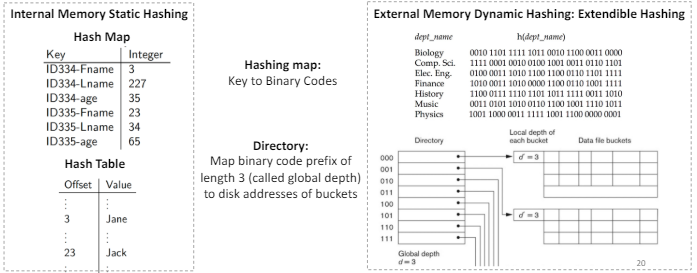 Internal Memory Static Hashing
Hash Map
Key Integer
ID334-Fname 3
ID334-Lname 227
ID334-age 35
ID335-Fname 23
ID335-Lname 34
ID335-age 65
Hash Table
Offset Value
:
3 Jane
:
23 Jack
:
Hashing map:
Key to Binary Codes
Directory:
Map binary code prefix of
length 3 (called global depth)
to disk addresses of buckets
External Memory Dynamic Hashing: Extendible Hashing
dept_name h(dept_name)
Biology 0010 1101 1111 1011 0010 1100 0011 0000
Comp. Sci. 1111 0001 0010 0100 1001 0011 0110 1101
Elec. Eng. 0100 0011 1010 1100 1100 0110 1101 1111
Finance 1010 0011 1010 0000 1100 0110 1001 1111
History 1100 0111 1110 1101 1011 1111 0011 1010
Music 0011 0101 1010 0110 1100 1001 1110 1011
Physics 1001 1000 0011 1111 1001 1100 0000 0001
Directory
Local depth of
each bucket
Data file buckets
000
001
010
011
100
101
110
111
d' = 3
d' = 3
Global depth
d = 3
20